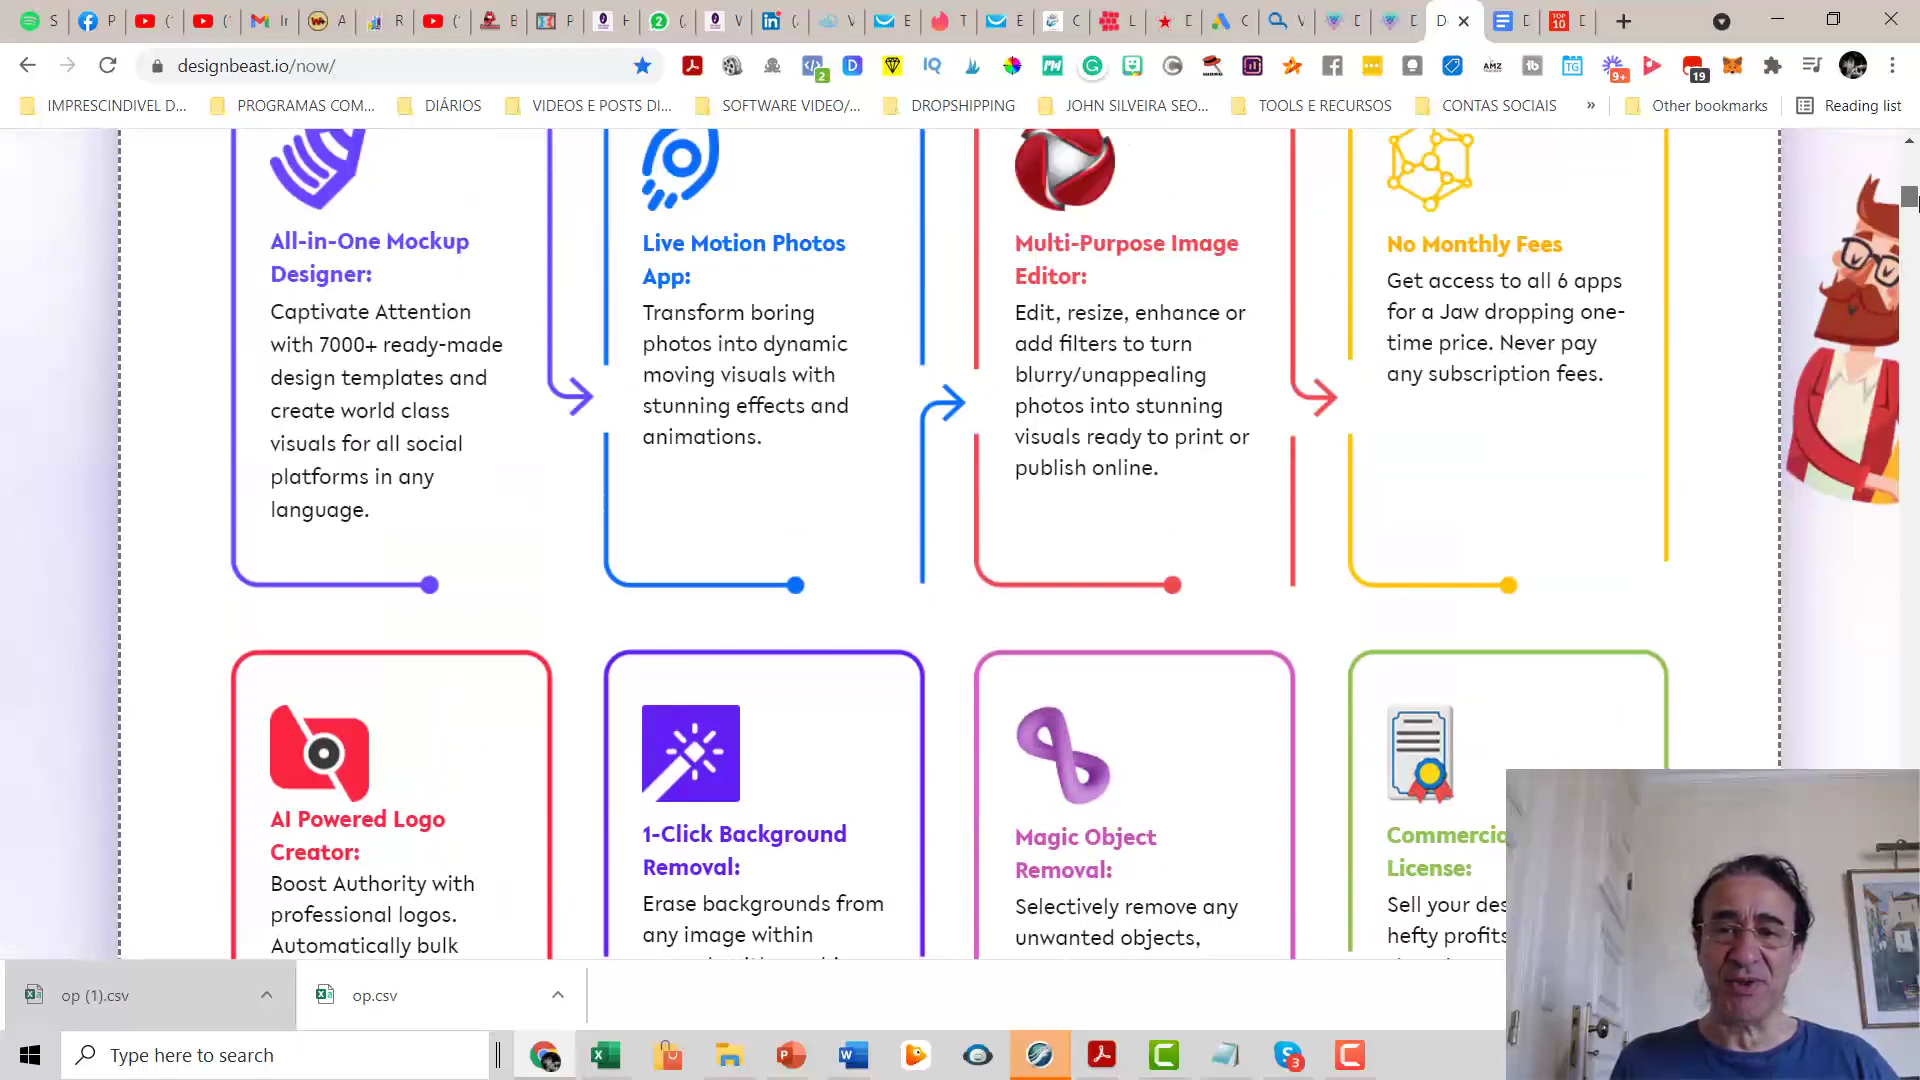 designbeast.io/now/
IMPRESCINDIVEL D... PROGRAMAS COM... DIÁRIOS VIDEOS E POSTS DI... SOFTWARE VIDEO/... DROPSHIPPING JOHN SILVEIRA SEO... TOOLS E RECURSOS CONTAS SOCIAIS » Other bookmarks Reading list
All-in-One Mockup
Designer:
Captivate Attention
with 7000+ ready-made
design templates and
create world class
visuals for all social
platforms in any
language.
Live Motion Photos
App:
Transform boring
photos into dynamic
moving visuals with
stunning effects and
animations.
Multi-Purpose Image
Editor:
Edit, resize, enhance or
add filters to turn
blurry/unappealing
photos into stunning
visuals ready to print or
publish online.
No Monthly Fees
Get access to all 6 apps
for a Jaw dropping one-
time price. Never pay
any subscription fees.
AI Powered Logo
Creator:
Boost Authority with
professional logos.
Automatically bulk
1-Click Background
Removal:
Erase backgrounds from
any image within
Magic Object
Removal:
Selectively remove any
unwanted objects,
Commercia
License:
Sell your des
hefty profits
op (1).csv
op.csv
Type here to search